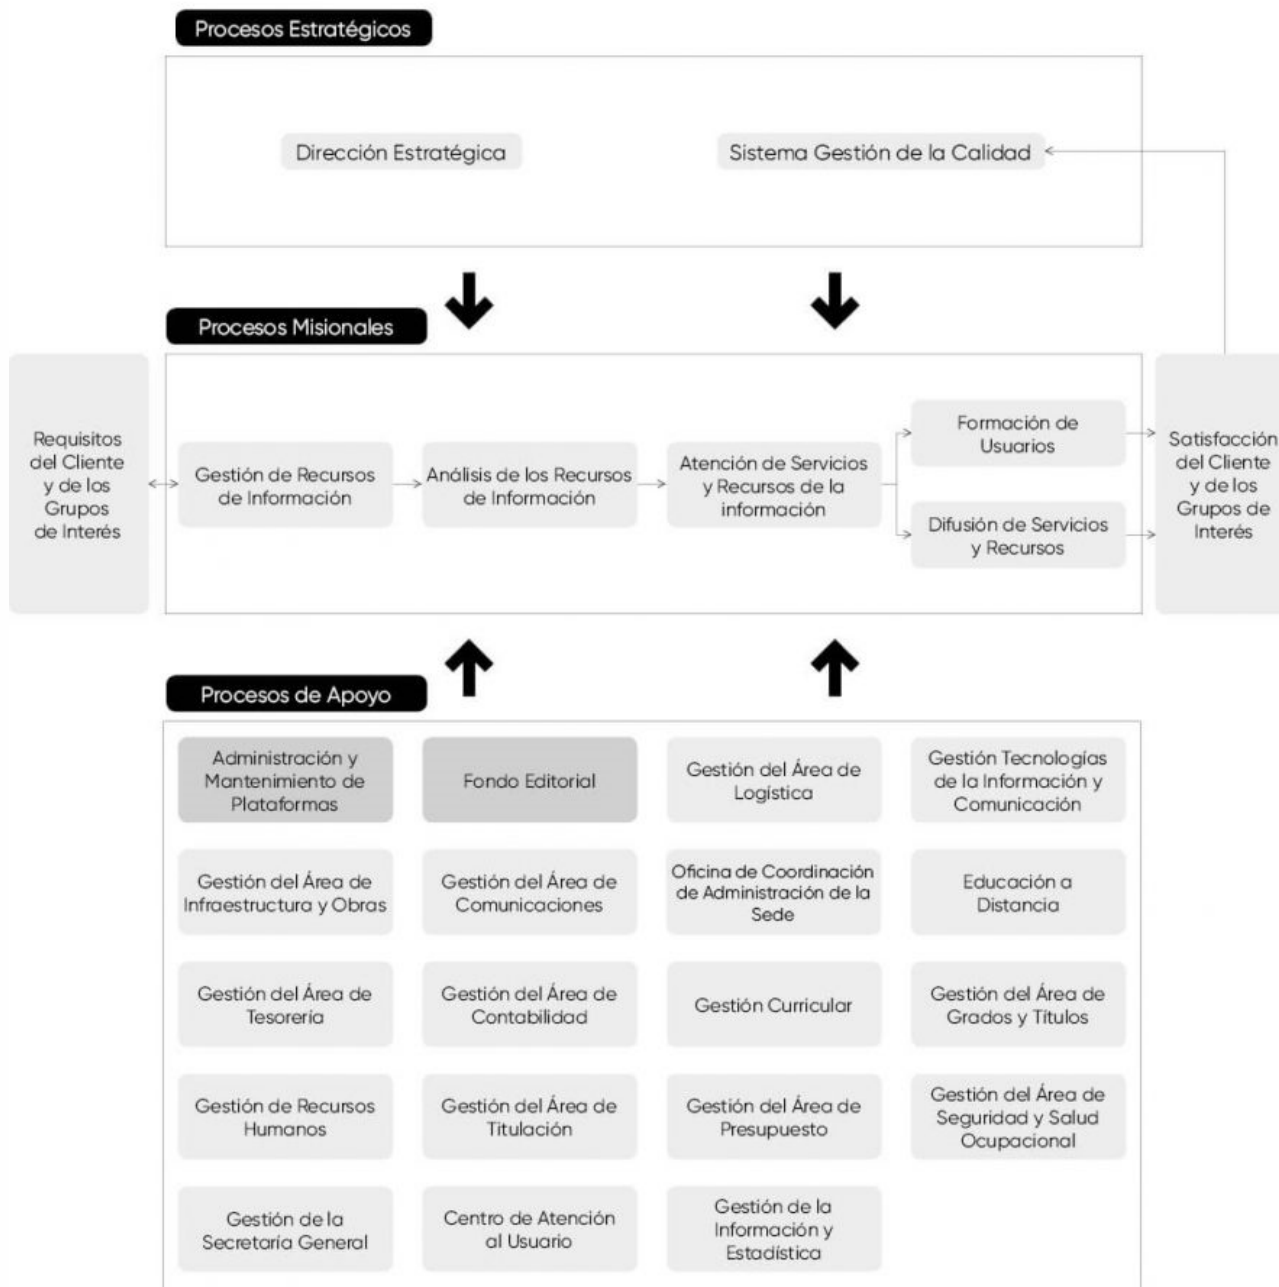 Procesos Estratégicos
Dirección Estratégica
Sistema Gestión de la Calidad
Procesos Misionales
Requisitos
del Cliente
y de los
Grupos
de Interés
Gestión de Recursos
de Información
Análisis de los Recursos
de Información
Atención de Servicios
y Recursos de la
información
Formación de
Usuarios
Difusión de Servicios
y Recursos
Satisfacción
del Cliente
y de los
Grupos de
Interés
Procesos de Apoyo
Administración y
Mantenimiento de
Plataformas
Fondo Editorial
Gestión del Área de
Logística
Gestión Tecnologías
de la Información y
Comunicación
Gestión del Área de
Infraestructura y Obras
Gestión del Área de
Comunicaciones
Oficina de Coordinación
de Administración de la
Sede
Educación a
Distancia
Gestión del Área de
Tesorería
Gestión del Área de
Contabilidad
Gestión Curricular
Gestión del Área de
Grados y Títulos
Gestión de Recursos
Humanos
Gestión del Área de
Titulación
Gestión del Área de
Presupuesto
Gestión del Área de
Seguridad y Salud
Ocupacional
Gestión de la
Secretaría General
Centro de Atención
al Usuario
Gestión de la
Información y
Estadística